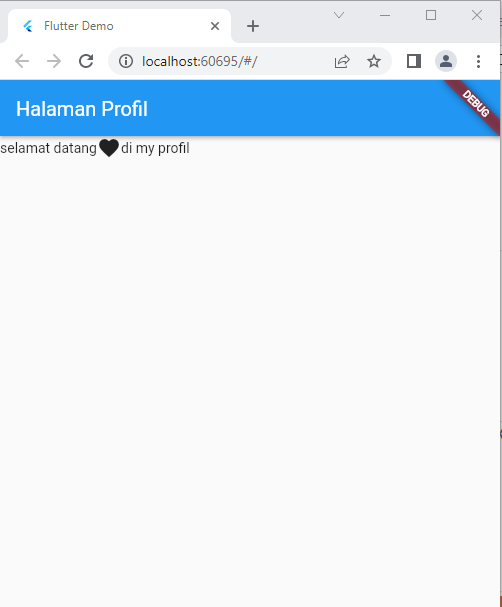 Flutter Demo
localhost:60695/#/
Halaman Profil
DEBUG
selamat datang di my profil